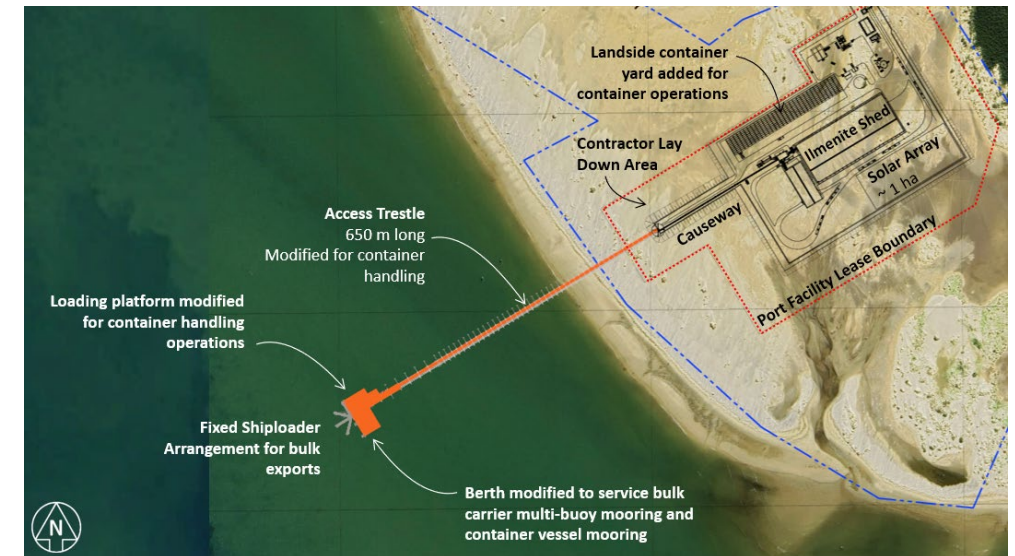 Landside container
yard added for
container operations
Contractor Lay
Down Area
Ilmenite Shed
Solar Array
~ 1 ha
Causeway
Port Facility Lease Boundary
Access Trestle
650 m long
Modified for container
handling
Loading platform modified
for container handling
operations
Fixed Shiploader
Arrangement for bulk
exports
Berth modified to service bulk
carrier multi-buoy mooring and
container vessel mooring
N